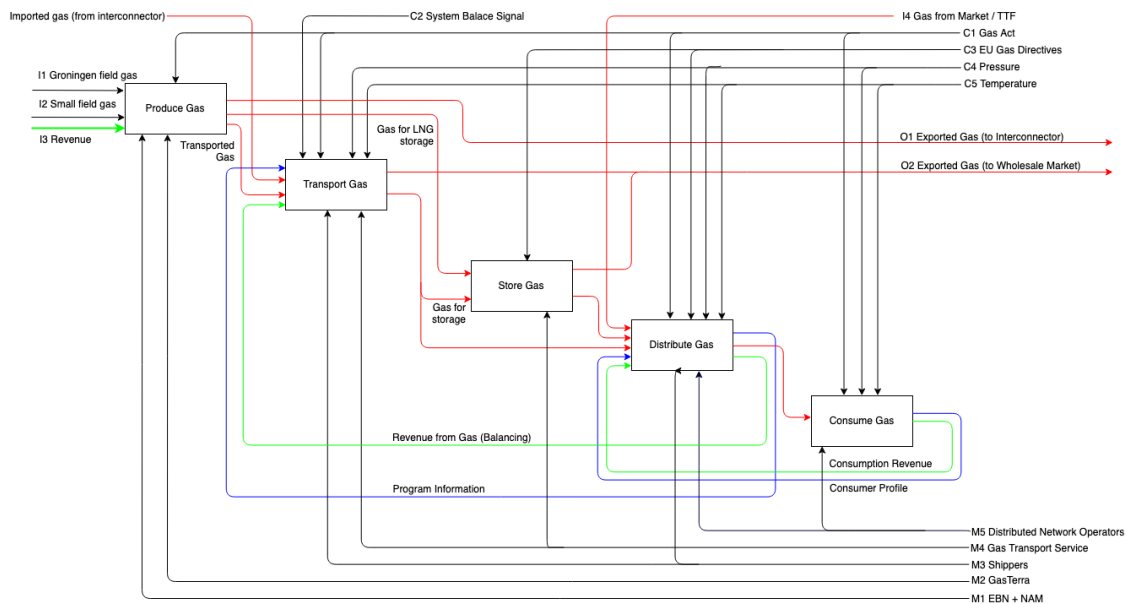 Imported gas (from interconnector)
C2 System Balace Signal
I4 Gas from Market / TTF
C1 Gas Act
C3 EU Gas Directives
C4 Pressure
C5 Temperature
I1 Groningen field gas
I2 Small field gas
I3 Revenue
Produce Gas
Transported
Gas
Gas for LNG
storage
O1 Exported Gas (to Interconnector)
O2 Exported Gas (to Wholesale Market)
Transport Gas
Store Gas
Gas for
storage
Distribute Gas
Consume Gas
Revenue from Gas (Balancing)
Consumption Revenue
Program Information
Consumer Profile
M5 Distributed Network Operators
M4 Gas Transport Service
M3 Shippers
M2 GasTerra
M1 EBN + NAM